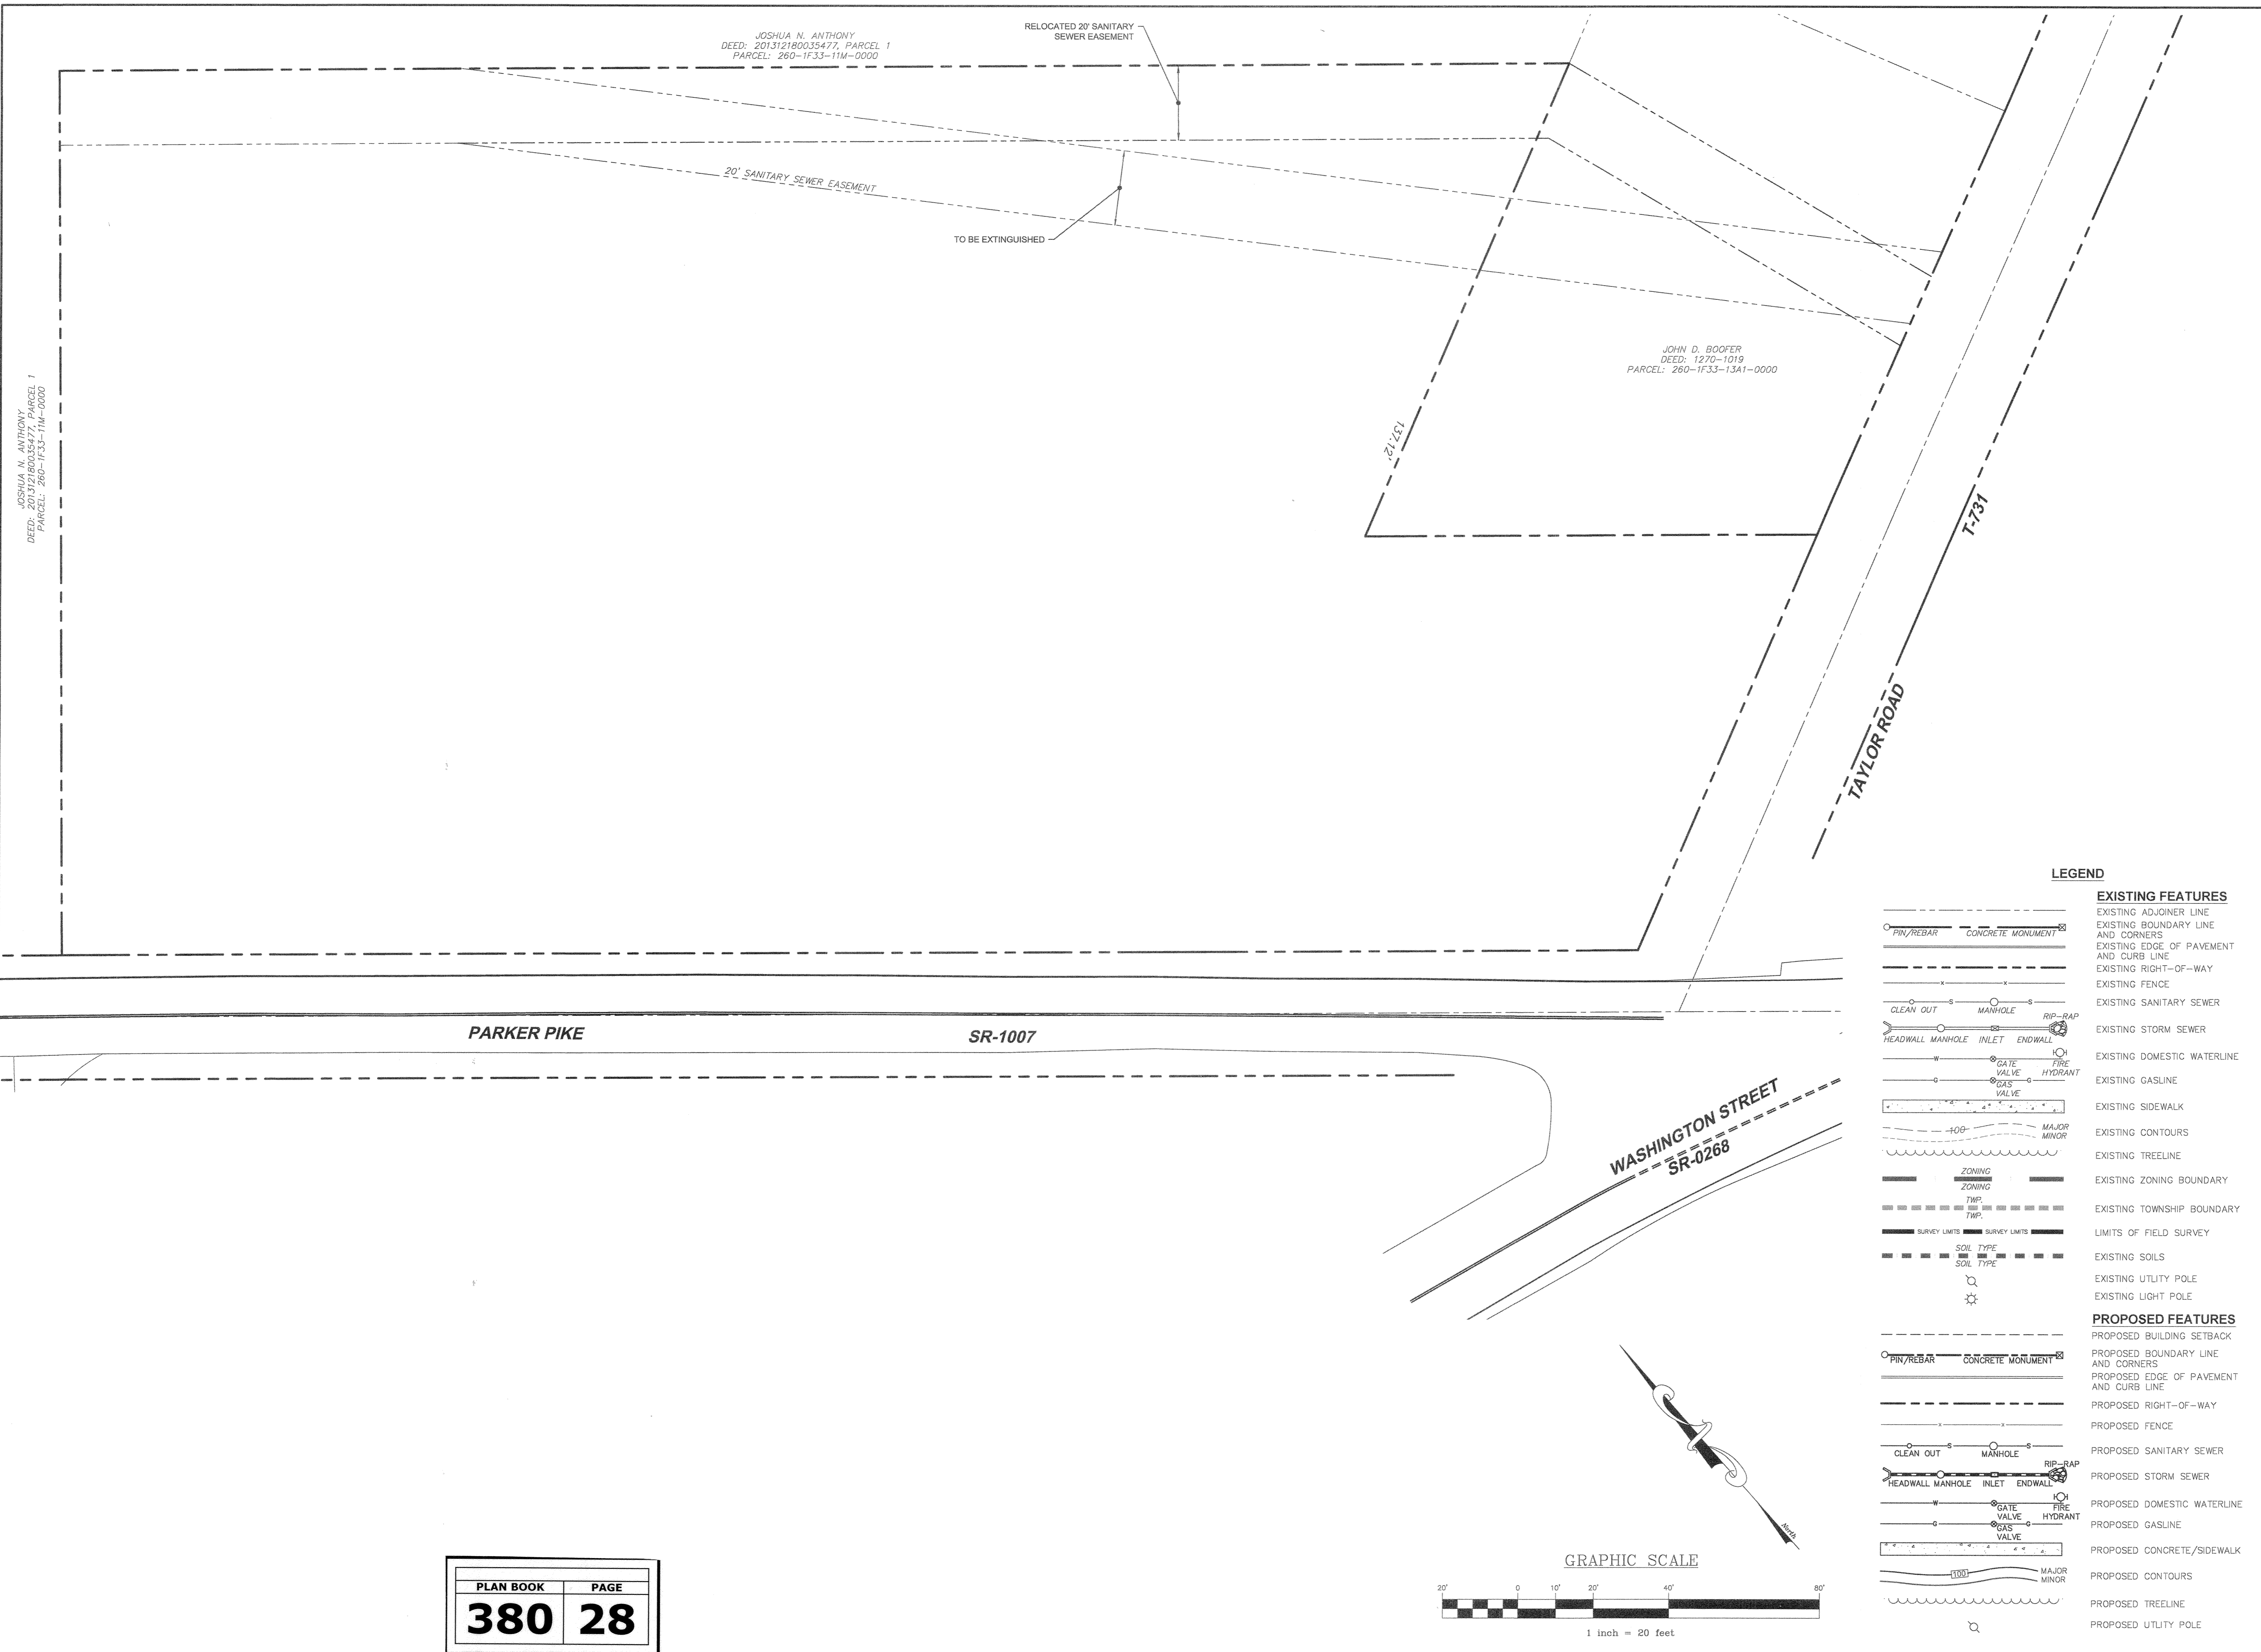 RELOCATED 20' SANITARY
SEWER EASEMENT
JOSHUA N. ANTHONY
DEED: 201312180035477, PARCEL 1
PARCEL: 260-1F33-11M-0000
20' SANITARY SEWER EASEMENT
TO BE EXTINGUISHED
JOSHUA N. ANTHONY
DEED: 201312180035477, PARCEL 1
PARCEL: 260-1F33-11M-0000
JOHN D. BOOFER
DEED: 1270-1019
PARCEL: 260-1F33-13A1-0000
137.12'
T-731
TAYLOR ROAD
PARKER PIKE
SR-1007
WASHINGTON STREET
SR-0268
LEGEND
EXISTING FEATURES
EXISTING ADJOINER LINE
PIN/REBAR CONCRETE MONUMENT
EXISTING BOUNDARY LINE
AND CORNERS
EXISTING EDGE OF PAVEMENT
AND CURB LINE
EXISTING RIGHT-OF-WAY
x x
EXISTING FENCE
S S
CLEAN OUT MANHOLE
EXISTING SANITARY SEWER
RIP-RAP
HEADWALL MANHOLE INLET ENDWALL
EXISTING STORM SEWER
W
GATE VALVE
FIRE HYDRANT
EXISTING DOMESTIC WATERLINE
G G
GAS VALVE
EXISTING GASLINE
EXISTING SIDEWALK
100
MAJOR
MINOR
EXISTING CONTOURS
EXISTING TREELINE
ZONING
ZONING
EXISTING ZONING BOUNDARY
TWP.
TWP.
EXISTING TOWNSHIP BOUNDARY
SURVEY LIMITS SURVEY LIMITS
LIMITS OF FIELD SURVEY
SOIL TYPE
SOIL TYPE
EXISTING SOILS
EXISTING UTLITY POLE
EXISTING LIGHT POLE
PROPOSED FEATURES
PROPOSED BUILDING SETBACK
PIN/REBAR CONCRETE MONUMENT
PROPOSED BOUNDARY LINE
AND CORNERS
PROPOSED EDGE OF PAVEMENT
AND CURB LINE
PROPOSED RIGHT-OF-WAY
x x
PROPOSED FENCE
S S
CLEAN OUT MANHOLE
PROPOSED SANITARY SEWER
RIP-RAP
HEADWALL MANHOLE INLET ENDWALL
PROPOSED STORM SEWER
W
GATE VALVE
FIRE HYDRANT
PROPOSED DOMESTIC WATERLINE
G G
GAS VALVE
PROPOSED GASLINE
PROPOSED CONCRETE/SIDEWALK
100
MAJOR
MINOR
PROPOSED CONTOURS
PROPOSED TREELINE
PROPOSED UTLITY POLE
North
GRAPHIC SCALE
20' 0 10' 20' 40' 80'
1 inch = 20 feet
PLAN BOOK PAGE
380 28